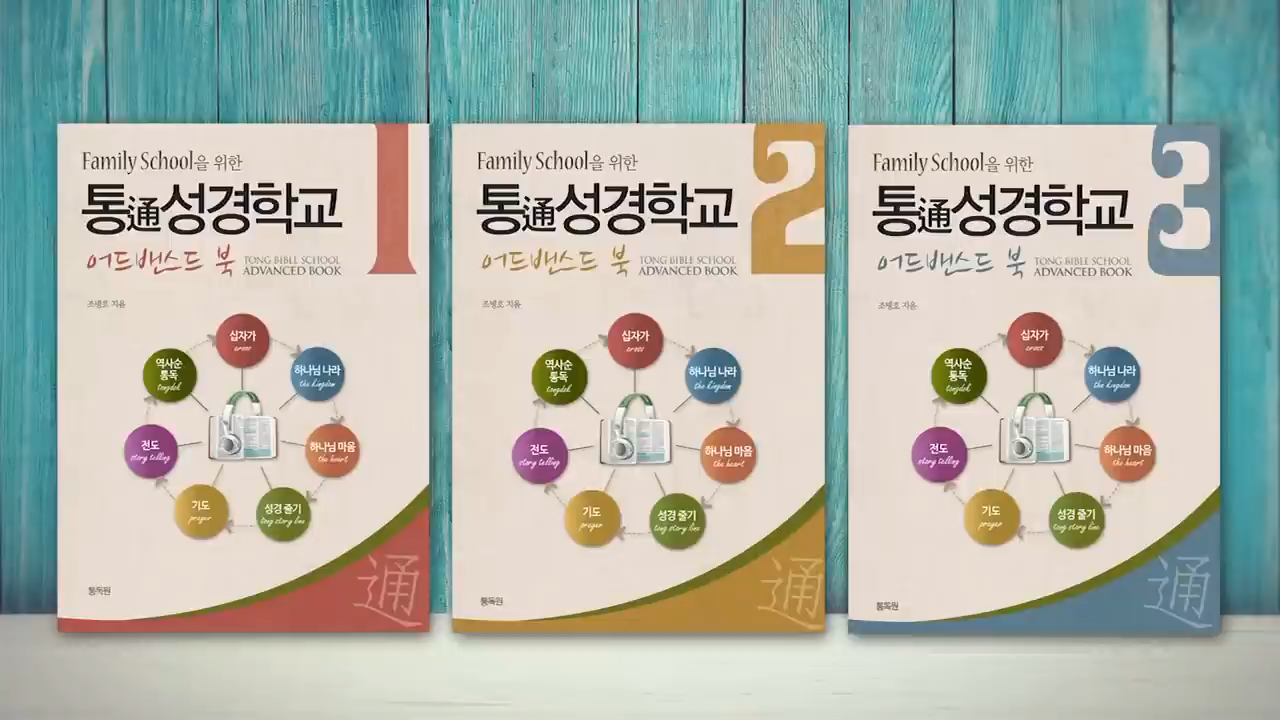 Family School을 위한
통通성경학교
어드밴스드 북
TONG BIBLE SCHOOL
ADVANCED BOOK
1
조병호 지음
십자가
cross
하나님 나라
the kingdom
하나님 마음
the heart
성경 줄기
tong story line
기도
prayer
전도
story telling
역사순
통독
tongdok
통독원
通
Family School을 위한
통通성경학교
어드밴스드 북
TONG BIBLE SCHOOL
ADVANCED BOOK
2
조병호 지음
십자가
cross
하나님 나라
the kingdom
하나님 마음
the heart
성경 줄기
tong story line
기도
prayer
전도
story telling
역사순
통독
tongdok
통독원
通
Family School을 위한
통通성경학교
어드밴스드 북
TONG BIBLE SCHOOL
ADVANCED BOOK
3
조병호 지음
십자가
cross
하나님 나라
the kingdom
하나님 마음
the heart
성경 줄기
tong story line
기도
prayer
전도
story telling
역사순
통독
tongdok
통독원
通